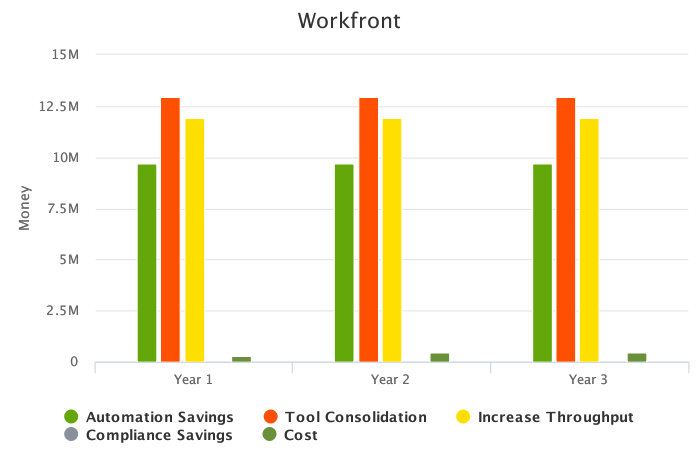 Workfront
15M
12.5M
10M
7.5M
5M
2.5M
0
Money
Year 1
Year 2
Year 3
Automation Savings
Tool Consolidation
Increase Throughput
Compliance Savings
Cost